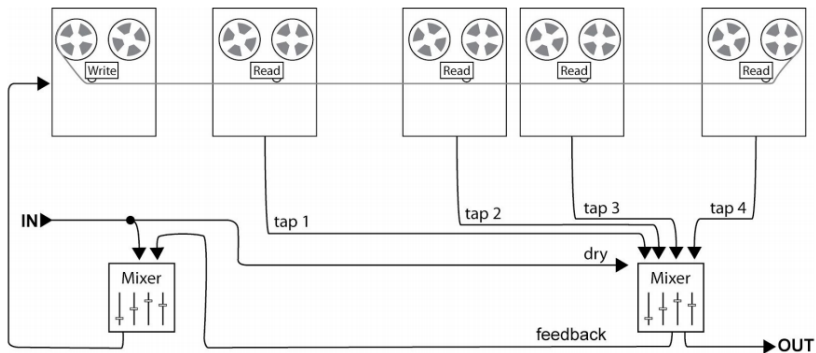 Write
Read
Read
Read
Read
IN
tap 1
tap 2
tap 3
tap 4
dry
Mixer
Mixer
feedback
OUT